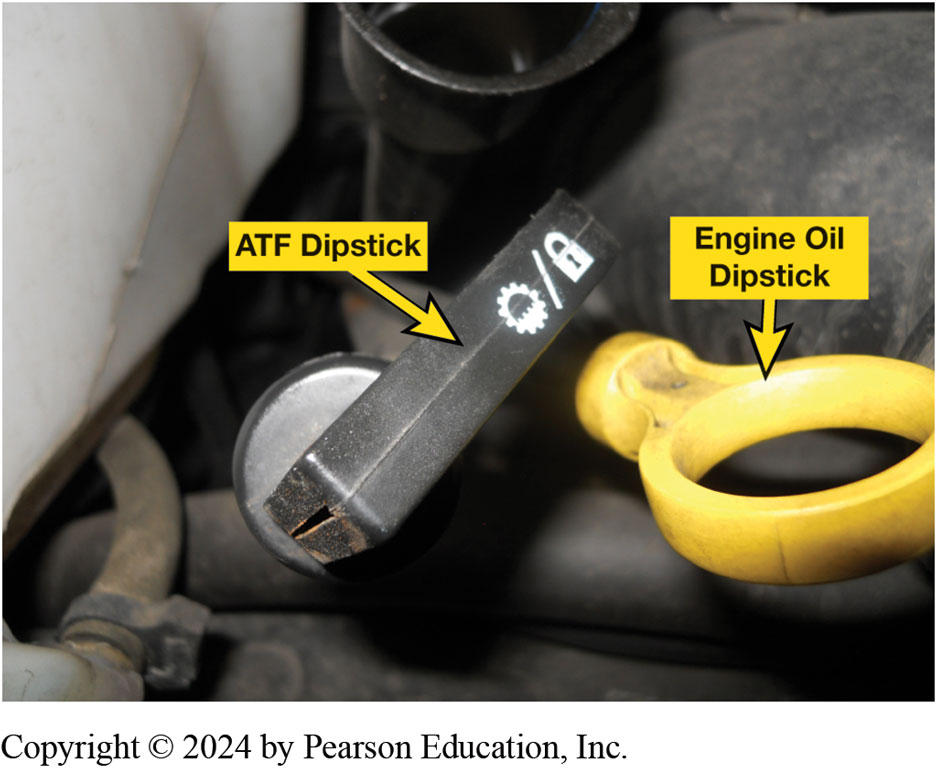 ATF Dipstick
Engine Oil
Dipstick
Copyright © 2024 by Pearson Education, Inc.